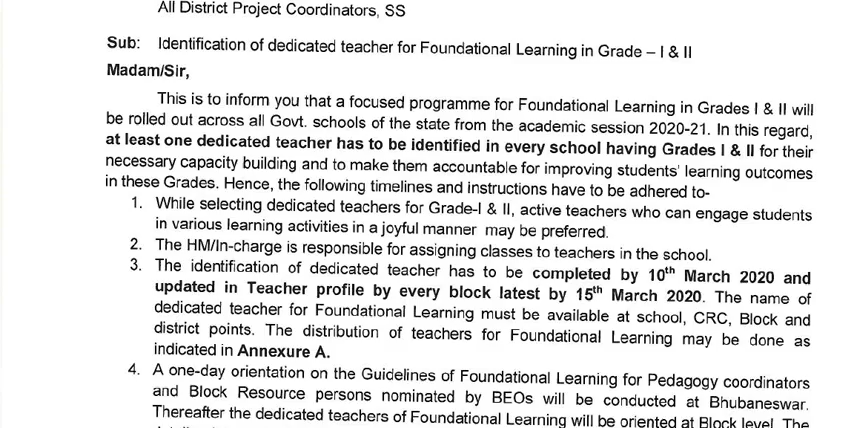 All District Project Coordinators, SS
Sub: Identification of dedicated teacher for Foundational Learning in Grade – I & II
Madam/Sir,
This is to inform you that a focused programme for Foundational Learning in Grades I & II will
be rolled out across all Govt. schools of the state from the academic session 2020-21. In this regard,
at least one dedicated teacher has to be identified in every school having Grades I & II for their
necessary capacity building and to make them accountable for improving students' learning outcomes
in these Grades. Hence, the following timelines and instructions have to be adhered to-
1. While selecting dedicated teachers for Grade-I & II, active teachers who can engage students
in various learning activities in a joyful manner may be preferred.
2. The HM/In-charge is responsible for assigning classes to teachers in the school.
3. The identification of dedicated teacher has to be completed by 10th March 2020 and
updated in Teacher profile by every block latest by 15th March 2020. The name of
dedicated teacher for Foundational Learning must be available at school, CRC, Block and
district points. The distribution of teachers for Foundational Learning may be done as
indicated in Annexure A.
4. A one-day orientation on the Guidelines of Foundational Learning for Pedagogy coordinators
and Block Resource persons nominated by BEOs will be conducted at Bhubaneswar.
Thereafter the dedicated teachers of Foundational Learning will be oriented at Block level. The